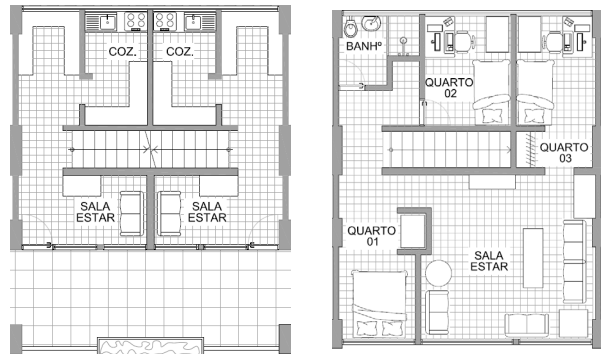 COZ.
COZ.
SALA
ESTAR
SALA
ESTAR
BANHº
QUARTO
02
QUARTO
03
QUARTO
01
SALA
ESTAR